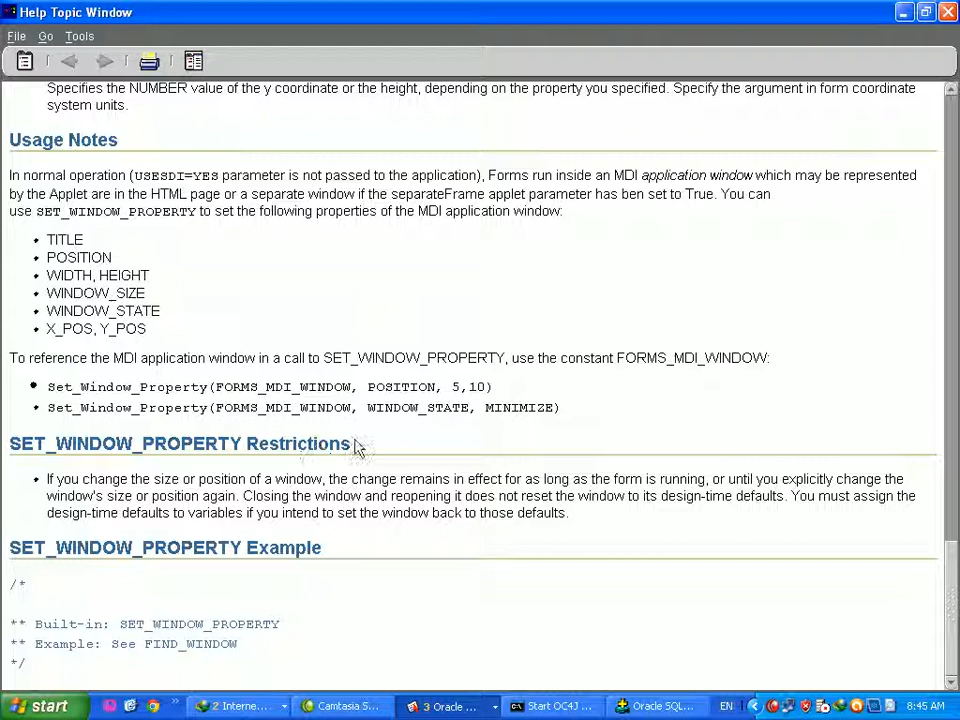 Help Topic Window
File Go Tools
Specifies the NUMBER value of the y coordinate or the height, depending on the property you specified. Specify the argument in form coordinate
system units.
Usage Notes
In normal operation (USESDI=YES parameter is not passed to the application), Forms run inside an MDI application window which may be represented
by the Applet are in the HTML page or a separate window if the separateFrame applet parameter has ben set to True. You can
use SET_WINDOW_PROPERTY to set the following properties of the MDI application window:
• TITLE
• POSITION
• WIDTH, HEIGHT
• WINDOW_SIZE
• WINDOW_STATE
• X_POS, Y_POS
To reference the MDI application window in a call to SET_WINDOW_PROPERTY, use the constant FORMS_MDI_WINDOW:
• Set_Window_Property(FORMS_MDI_WINDOW, POSITION, 5,10)
• Set_Window_Property(FORMS_MDI_WINDOW, WINDOW_STATE, MINIMIZE)
SET_WINDOW_PROPERTY Restrictions
• If you change the size or position of a window, the change remains in effect for as long as the form is running, or until you explicitly change the
window's size or position again. Closing the window and reopening it does not reset the window to its design-time defaults. You must assign the
design-time defaults to variables if you intend to set the window back to those defaults.
SET_WINDOW_PROPERTY Example
/*
** Built-in: SET_WINDOW_PROPERTY
** Example: See FIND_WINDOW
*/
start 2 Interne... Camtasia S... 3 Oracle ... Start OC4J ... Oracle SQL... EN 8:45 AM